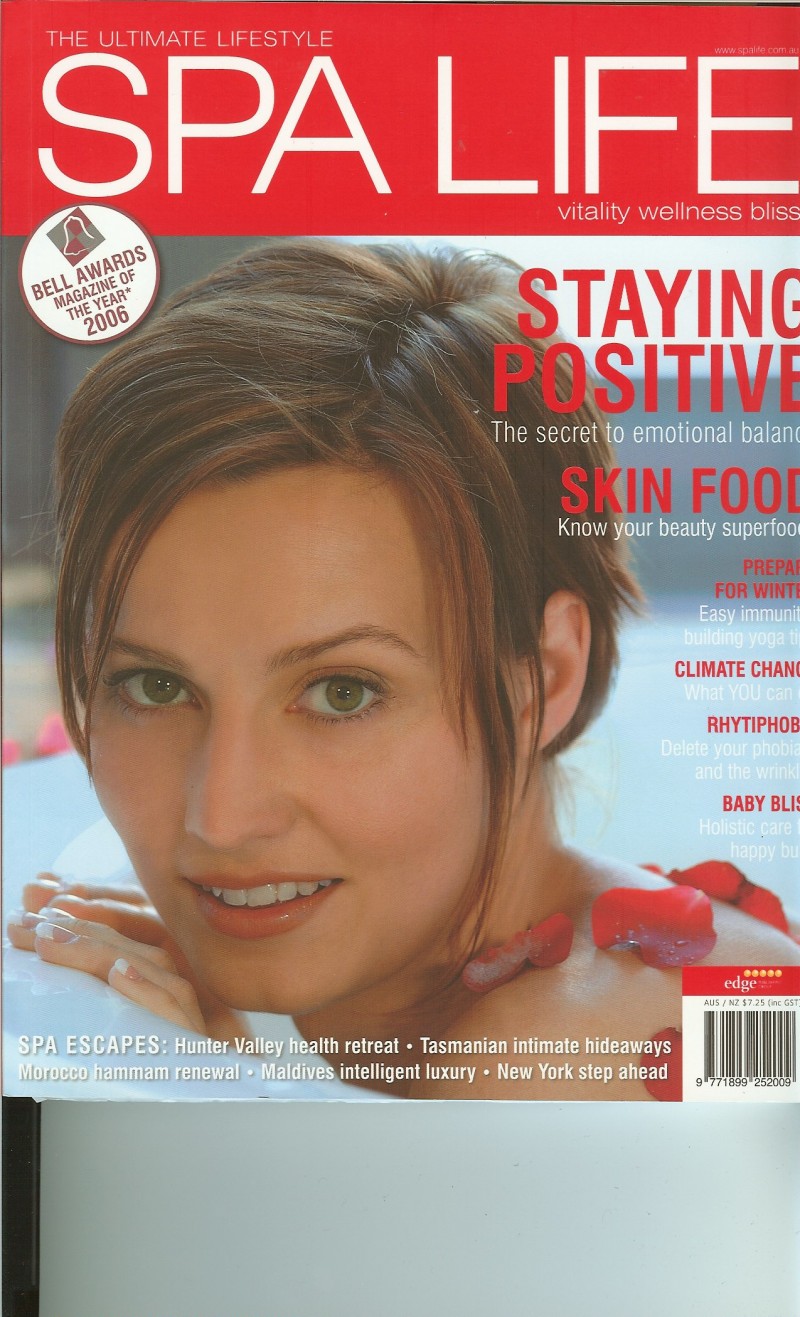 THE ULTIMATE LIFESTYLE
www.spalife.com.au
SPA LIFE
vitality wellness bliss
BELL AWARDS
MAGAZINE OF
THE YEAR*
2006
STAYING
POSITIVE
The secret to emotional balanc
SKIN FOOD
Know your beauty superfood
PREPAR
FOR WINTE
Easy immunit
building yoga ti
CLIMATE CHANG
What YOU can
RHYTIPHOB
Delete your phobia
and the wrinkl
BABY BLIS
Holistic care f
happy bu
edge
AUS / NZ $7.25 (inc GST)
SPA ESCAPES: Hunter Valley health retreat • Tasmanian intimate hideaways
Morocco hammam renewal • Maldives intelligent luxury • New York step ahead
9 771899 252009